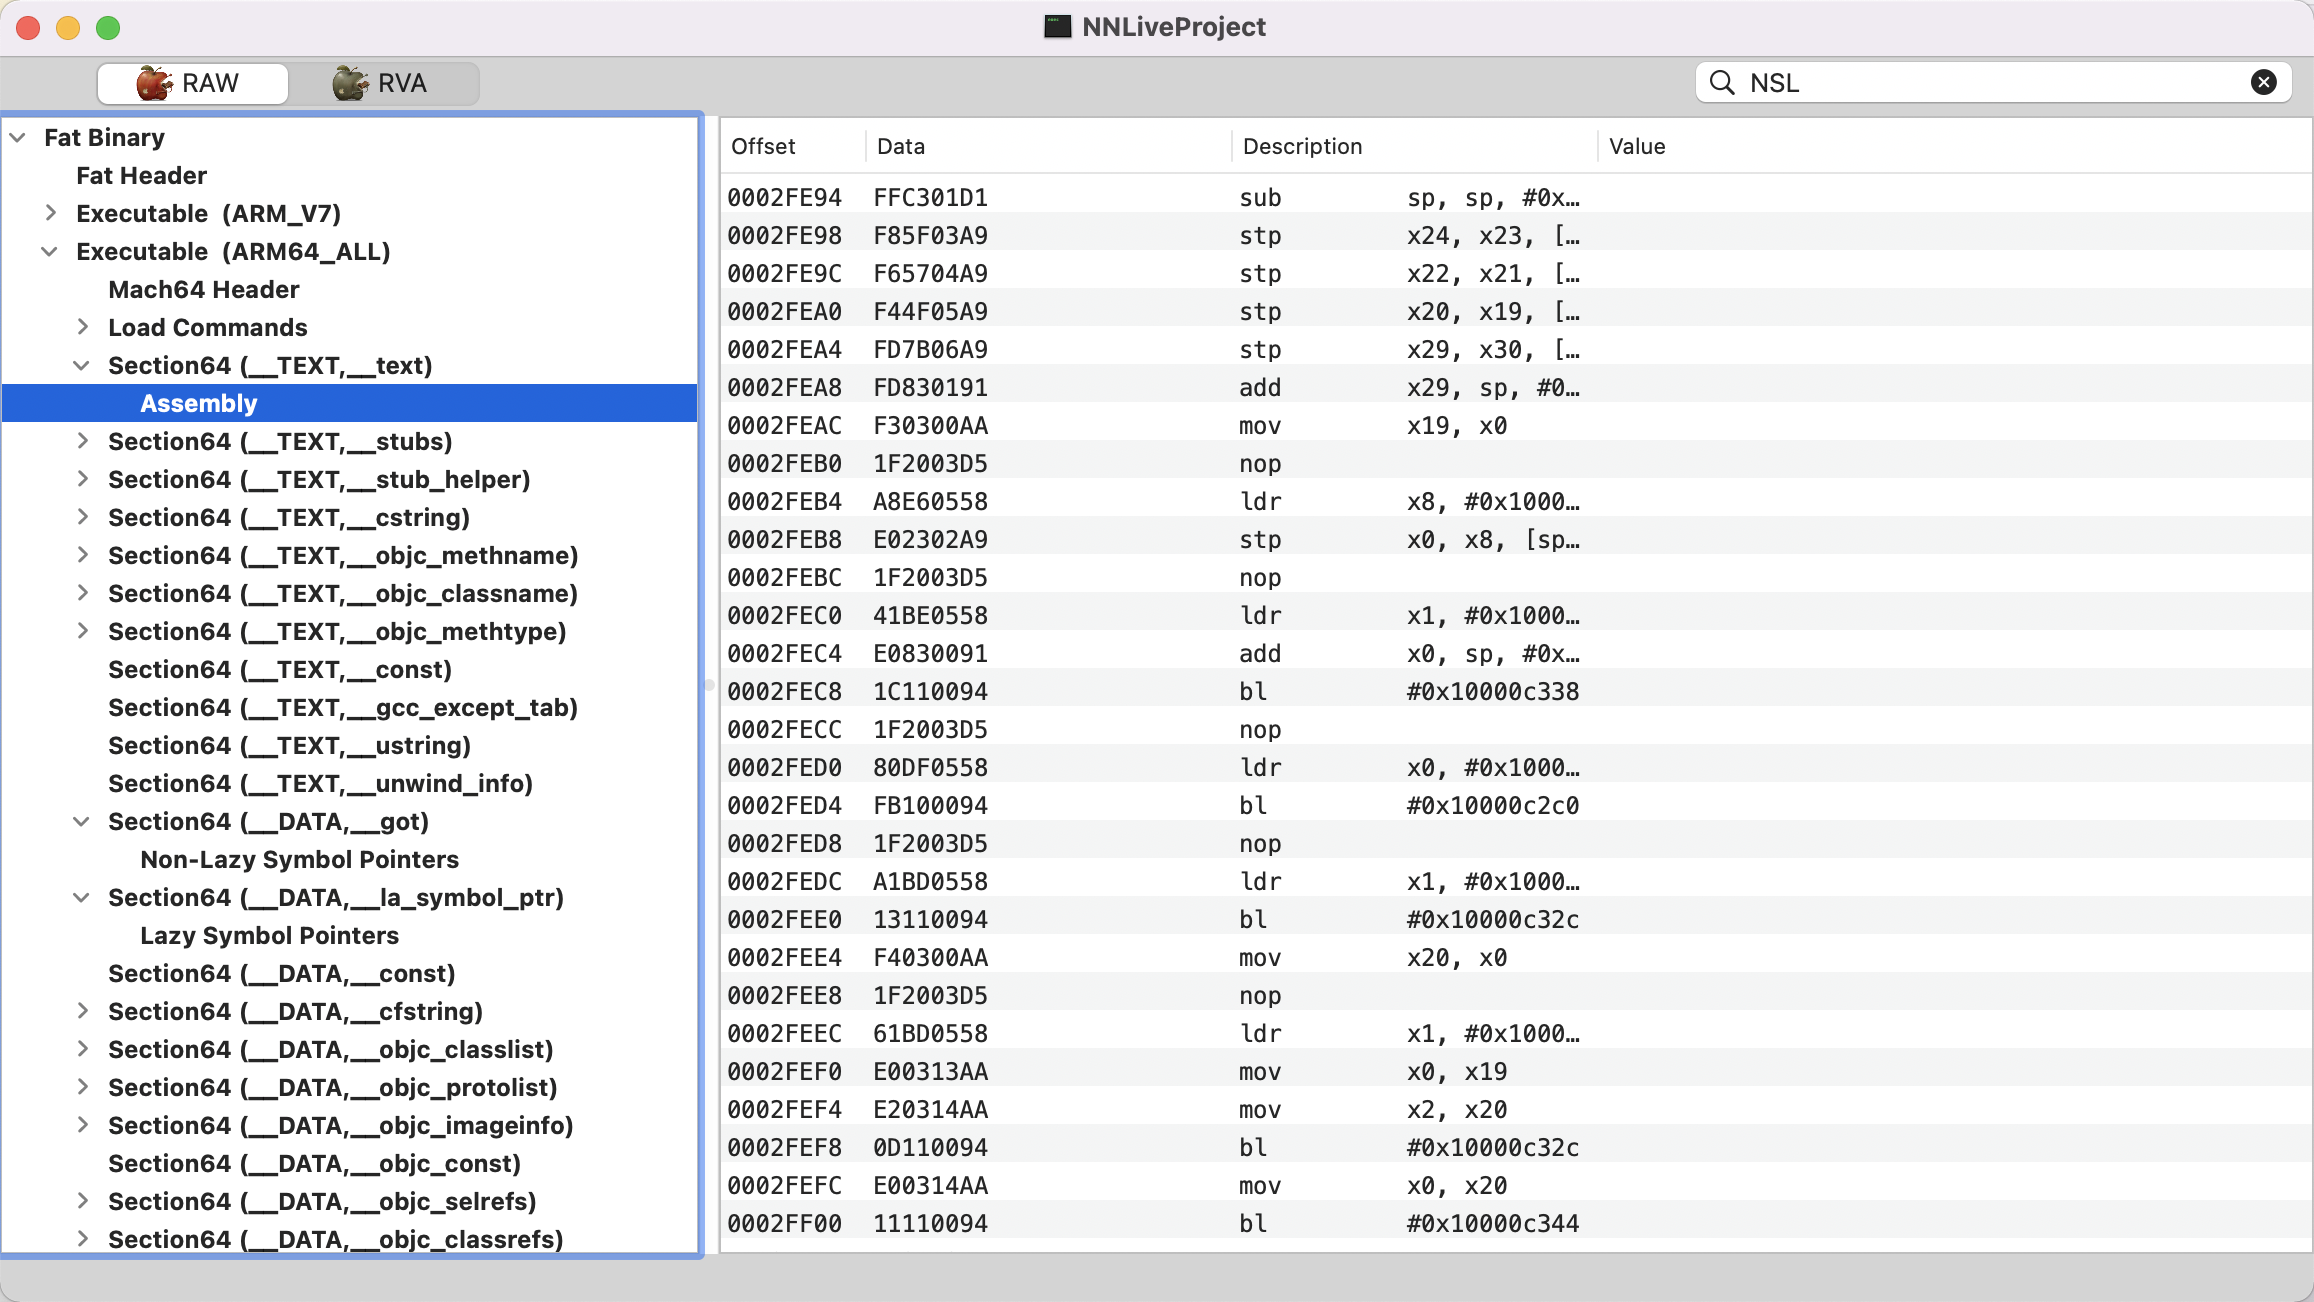 NNLiveProject
RAW RVA NSL
Fat Binary
Fat Header
Executable (ARM_V7)
Executable (ARM64_ALL)
Mach64 Header
Load Commands
Section64 (__TEXT,__text)
Assembly
Section64 (__TEXT,__stubs)
Section64 (__TEXT,__stub_helper)
Section64 (__TEXT,__cstring)
Section64 (__TEXT,__objc_methname)
Section64 (__TEXT,__objc_classname)
Section64 (__TEXT,__objc_methtype)
Section64 (__TEXT,__const)
Section64 (__TEXT,__gcc_except_tab)
Section64 (__TEXT,__ustring)
Section64 (__TEXT,__unwind_info)
Section64 (__DATA,__got)
Non-Lazy Symbol Pointers
Section64 (__DATA,__la_symbol_ptr)
Lazy Symbol Pointers
Section64 (__DATA,__const)
Section64 (__DATA,__cfstring)
Section64 (__DATA,__objc_classlist)
Section64 (__DATA,__objc_protolist)
Section64 (__DATA,__objc_imageinfo)
Section64 (__DATA,__objc_const)
Section64 (__DATA,__objc_selrefs)
Section64 (__DATA,__objc_classrefs)
Offset Data Description Value
0002FE94 FFC301D1 sub sp, sp, #0x…
0002FE98 F85F03A9 stp x24, x23, […
0002FE9C F65704A9 stp x22, x21, […
0002FEA0 F44F05A9 stp x20, x19, […
0002FEA4 FD7B06A9 stp x29, x30, […
0002FEA8 FD830191 add x29, sp, #0…
0002FEAC F30300AA mov x19, x0
0002FEB0 1F2003D5 nop
0002FEB4 A8E60558 ldr x8, #0x1000…
0002FEB8 E02302A9 stp x0, x8, [sp…
0002FEBC 1F2003D5 nop
0002FEC0 41BE0558 ldr x1, #0x1000…
0002FEC4 E0830091 add x0, sp, #0x…
0002FEC8 1C110094 bl #0x10000c338
0002FECC 1F2003D5 nop
0002FED0 80DF0558 ldr x0, #0x1000…
0002FED4 FB100094 bl #0x10000c2c0
0002FED8 1F2003D5 nop
0002FEDC A1BD0558 ldr x1, #0x1000…
0002FEE0 13110094 bl #0x10000c32c
0002FEE4 F40300AA mov x20, x0
0002FEE8 1F2003D5 nop
0002FEEC 61BD0558 ldr x1, #0x1000…
0002FEF0 E00313AA mov x0, x19
0002FEF4 E20314AA mov x2, x20
0002FEF8 0D110094 bl #0x10000c32c
0002FEFC E00314AA mov x0, x20
0002FF00 11110094 bl #0x10000c344